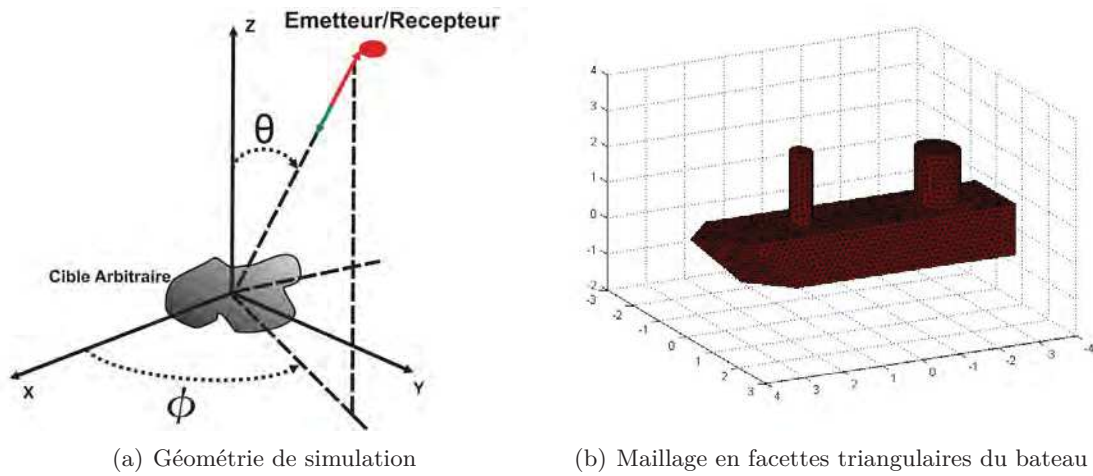 Z
Emetteur/Recepteur
θ
Cible Arbitraire
X
Y
ϕ
4
3
2
1
0
-1
-2
-3
-2
-1
0
1
2
3
4
3
2
1
0
-1
-2
-3
-4
(a) Géométrie de simulation
(b) Maillage en facettes triangulaires du bateau